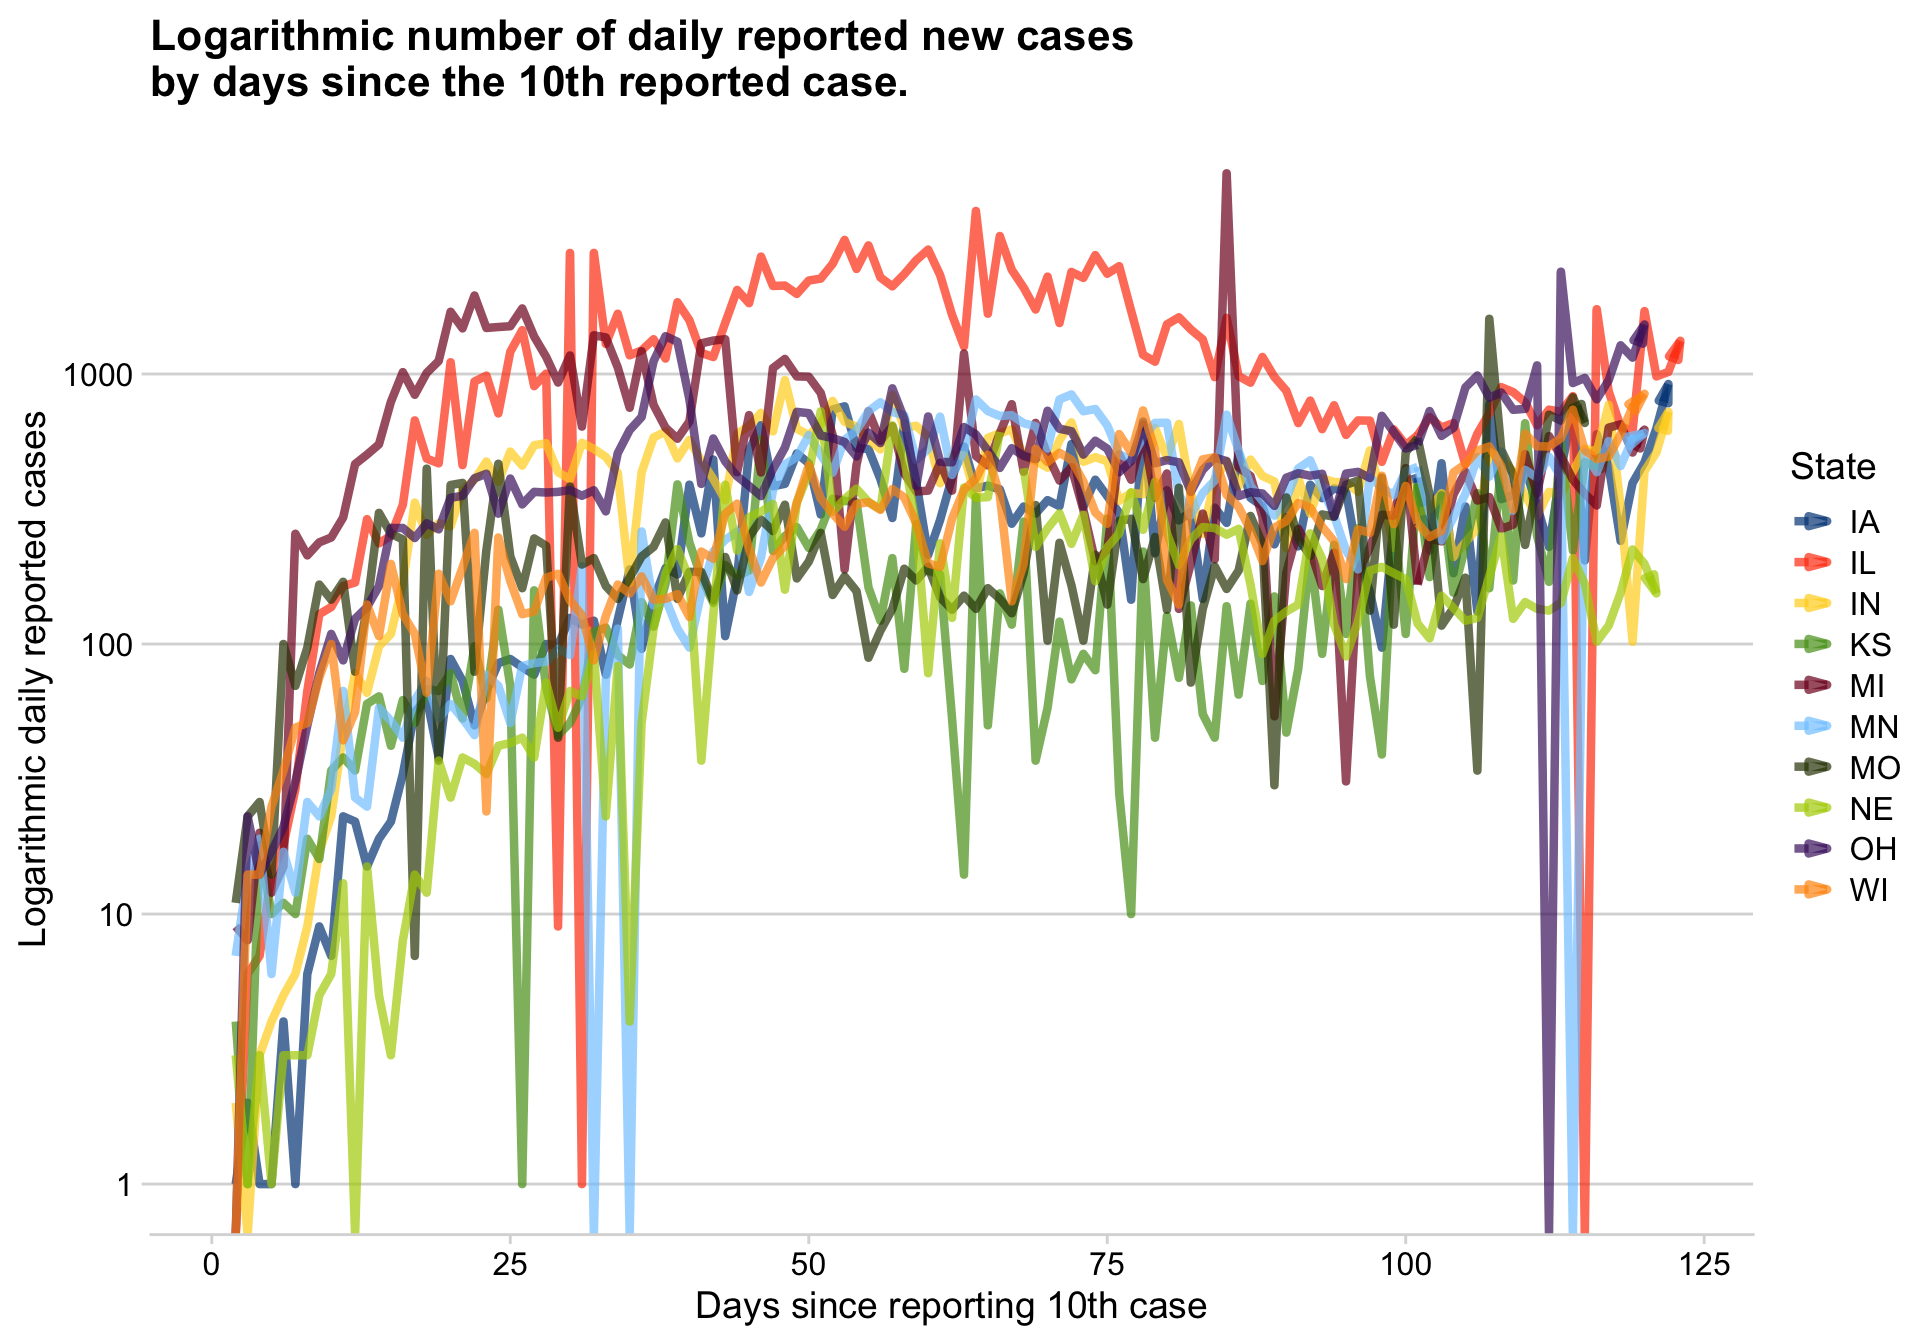 Logarithmic number of daily reported new cases
by days since the 10th reported case.
Logarithmic daily reported cases
1000
100
10
1
0
25
50
75
100
125
Days since reporting 10th case
State
IA
IL
IN
KS
MI
MN
MO
NE
OH
WI